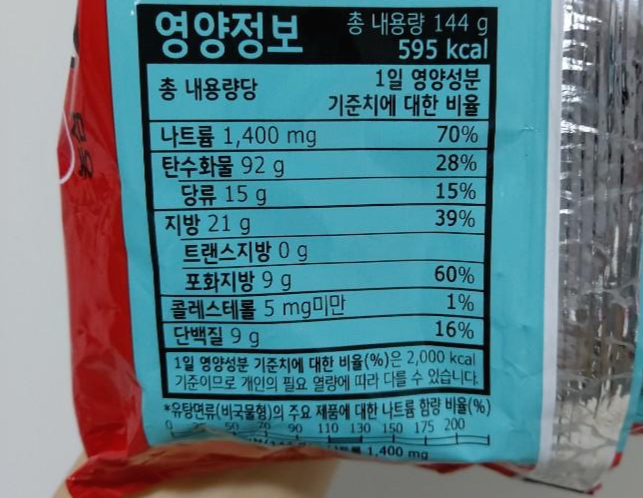 영양정보
총 내용량 144 g
595 kcal
총 내용량당
1일 영양성분
기준치에 대한 비율
나트륨 1,400 mg 70%
탄수화물 92 g 28%
당류 15 g 15%
지방 21 g 39%
트랜스지방 0 g
포화지방 9 g 60%
콜레스테롤 5 mg미만 1%
단백질 9 g 16%
1일 영양성분 기준치에 대한 비율(%)은 2,000 kcal
기준이므로 개인의 필요 열량에 따라 다를 수 있습니다.
*유탕면류(비국물형)의 주요 제품에 대한 나트륨 함량 비율(%)
0 50 70 90 110 130 150 175 200
1,400 mg